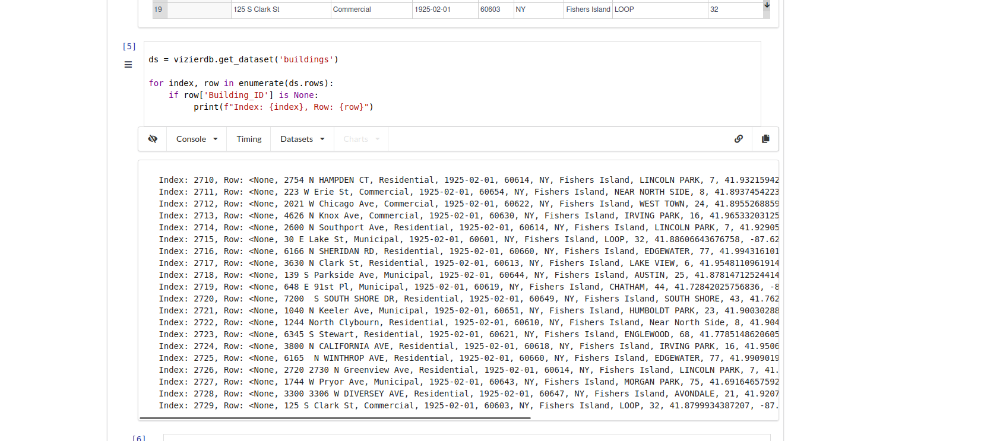 19 125 S Clark St Commercial 1925-02-01 60603 NY Fishers Island LOOP 32
[5]
ds = vizierdb.get_dataset('buildings')
for index, row in enumerate(ds.rows):
if row['Building_ID'] is None:
print(f"Index: {index}, Row: {row}")
Console Timing Datasets Charts
Index: 2710, Row: <None, 2754 N HAMPDEN CT, Residential, 1925-02-01, 60614, NY, Fishers Island, LINCOLN PARK, 7, 41.93215942
Index: 2711, Row: <None, 223 W Erie St, Commercial, 1925-02-01, 60654, NY, Fishers Island, NEAR NORTH SIDE, 8, 41.8937454223
Index: 2712, Row: <None, 2021 W Chicago Ave, Commercial, 1925-02-01, 60622, NY, Fishers Island, WEST TOWN, 24, 41.8955268859
Index: 2713, Row: <None, 4626 N Knox Ave, Commercial, 1925-02-01, 60630, NY, Fishers Island, IRVING PARK, 16, 41.96533203125
Index: 2714, Row: <None, 2600 N Southport Ave, Residential, 1925-02-01, 60614, NY, Fishers Island, LINCOLN PARK, 7, 41.92905
Index: 2715, Row: <None, 30 E Lake St, Municipal, 1925-02-01, 60601, NY, Fishers Island, LOOP, 32, 41.88606643676758, -87.62
Index: 2716, Row: <None, 6166 N SHERIDAN RD, Residential, 1925-02-01, 60660, NY, Fishers Island, EDGEWATER, 77, 41.994316101
Index: 2717, Row: <None, 3630 N Clark St, Residential, 1925-02-01, 60613, NY, Fishers Island, LAKE VIEW, 6, 41.9548110961914
Index: 2718, Row: <None, 139 S Parkside Ave, Municipal, 1925-02-01, 60644, NY, Fishers Island, AUSTIN, 25, 41.87814712524414
Index: 2719, Row: <None, 648 E 91st Pl, Municipal, 1925-02-01, 60619, NY, Fishers Island, CHATHAM, 44, 41.72842025756836, -8
Index: 2720, Row: <None, 7200  S SOUTH SHORE DR, Residential, 1925-02-01, 60649, NY, Fishers Island, SOUTH SHORE, 43, 41.762
Index: 2721, Row: <None, 1040 N Keeler Ave, Municipal, 1925-02-01, 60651, NY, Fishers Island, HUMBOLDT PARK, 23, 41.90030288
Index: 2722, Row: <None, 1244 North Clybourn, Residential, 1925-02-01, 60610, NY, Fishers Island, Near North Side, 8, 41.904
Index: 2723, Row: <None, 6345 S Stewart, Residential, 1925-02-01, 60621, NY, Fishers Island, ENGLEWOOD, 68, 41.7785148620605
Index: 2724, Row: <None, 3800 N CALIFORNIA AVE, Residential, 1925-02-01, 60618, NY, Fishers Island, IRVING PARK, 16, 41.9506
Index: 2725, Row: <None, 6165  N WINTHROP AVE, Residential, 1925-02-01, 60660, NY, Fishers Island, EDGEWATER, 77, 41.9909019
Index: 2726, Row: <None, 2720 2730 N Greenview Ave, Residential, 1925-02-01, 60614, NY, Fishers Island, LINCOLN PARK, 7, 41.
Index: 2727, Row: <None, 1744 W Pryor Ave, Municipal, 1925-02-01, 60643, NY, Fishers Island, MORGAN PARK, 75, 41.69164657592
Index: 2728, Row: <None, 3300 3306 W DIVERSEY AVE, Residential, 1925-02-01, 60647, NY, Fishers Island, AVONDALE, 21, 41.9207
Index: 2729, Row: <None, 125 S Clark St, Commercial, 1925-02-01, 60603, NY, Fishers Island, LOOP, 32, 41.8799934387207, -87.
[6]